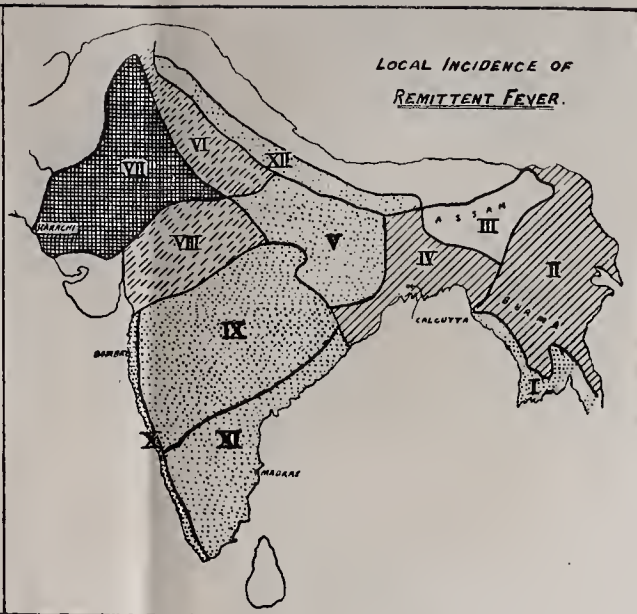 LOCAL INCIDENCE OF
REMITTENT FEVER.
VI
XII
VII
ASSAM
III
KARACHI
V
II
VIII
IV
BURMA
CALCUTTA
IX
BOMBAY
I
X
XI
MADRAS